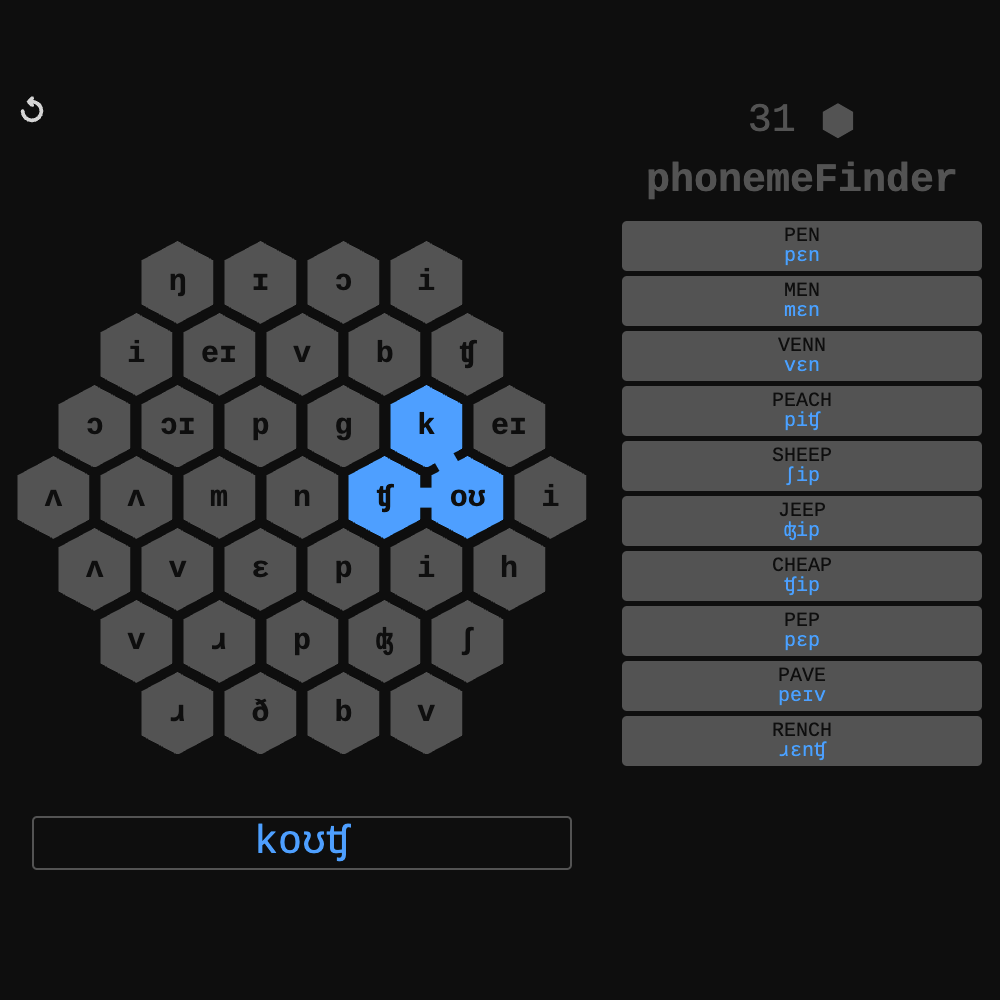 31
phonemeFinder
ŋ ɪ ɔ i
i eɪ v b ʧ
ɔ ɔɪ p g k eɪ
ʌ ʌ m n ʧ oʊ i
ʌ v ɛ p i h
v ɹ p ʤ ʃ
ɹ ð b v
koʊʧ
PEN
pɛn
MEN
mɛn
VENN
vɛn
PEACH
piʧ
SHEEP
ʃip
JEEP
ʤip
CHEAP
ʧip
PEP
pɛp
PAVE
peɪv
RENCH
ɹɛnʧ